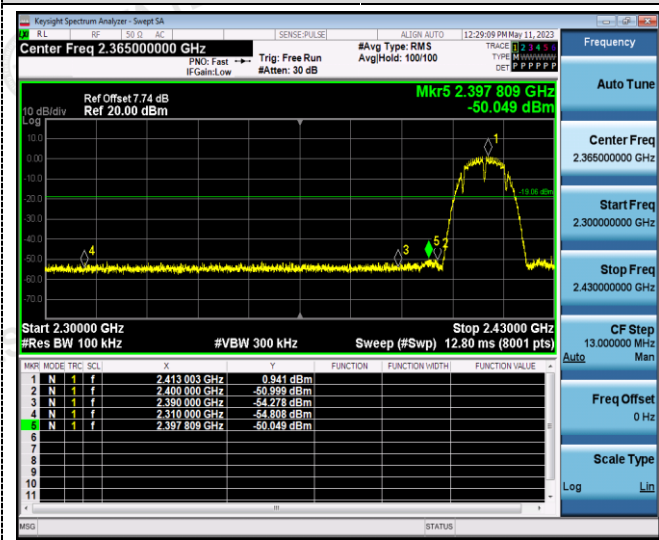 Keysight Spectrum Analyzer - Swept SA
RL RF 50 Ω AC SENSE:PULSE ALIGN AUTO 12:29:09 PM May 11, 2023
Center Freq 2.365000000 GHz
PNO: Fast
IFGain:Low
Trig: Free Run
#Atten: 30 dB
#Avg Type: RMS
Avg|Hold: 100/100
TRACE 1 2 3 4 5 6
TYPE M W W W W W
DET P P P P P P
Mkr5 2.397 809 GHz
-50.049 dBm
Ref Offset 7.74 dB
10 dB/div Ref 20.00 dBm
Log
10.0
0.00
-10.0
-20.0
-30.0
-40.0
-50.0
-60.0
-70.0
1
-19.06 dBm
4
3
5
2
Start 2.30000 GHz Stop 2.43000 GHz
#Res BW 100 kHz #VBW 300 kHz Sweep (#Swp) 12.80 ms (8001 pts)
MKR MODE TRC SCL X Y FUNCTION FUNCTION WIDTH FUNCTION VALUE
1 N 1 f 2.413 003 GHz 0.941 dBm
2 N 1 f 2.400 000 GHz -50.999 dBm
3 N 1 f 2.390 000 GHz -54.278 dBm
4 N 1 f 2.310 000 GHz -54.808 dBm
5 N 1 f 2.397 809 GHz -50.049 dBm
6
7
8
9
10
11
MSG STATUS
Frequency
Auto Tune
Center Freq
2.365000000 GHz
Start Freq
2.300000000 GHz
Stop Freq
2.430000000 GHz
CF Step
13.000000 MHz
Auto Man
Freq Offset
0 Hz
Scale Type
Log Lin